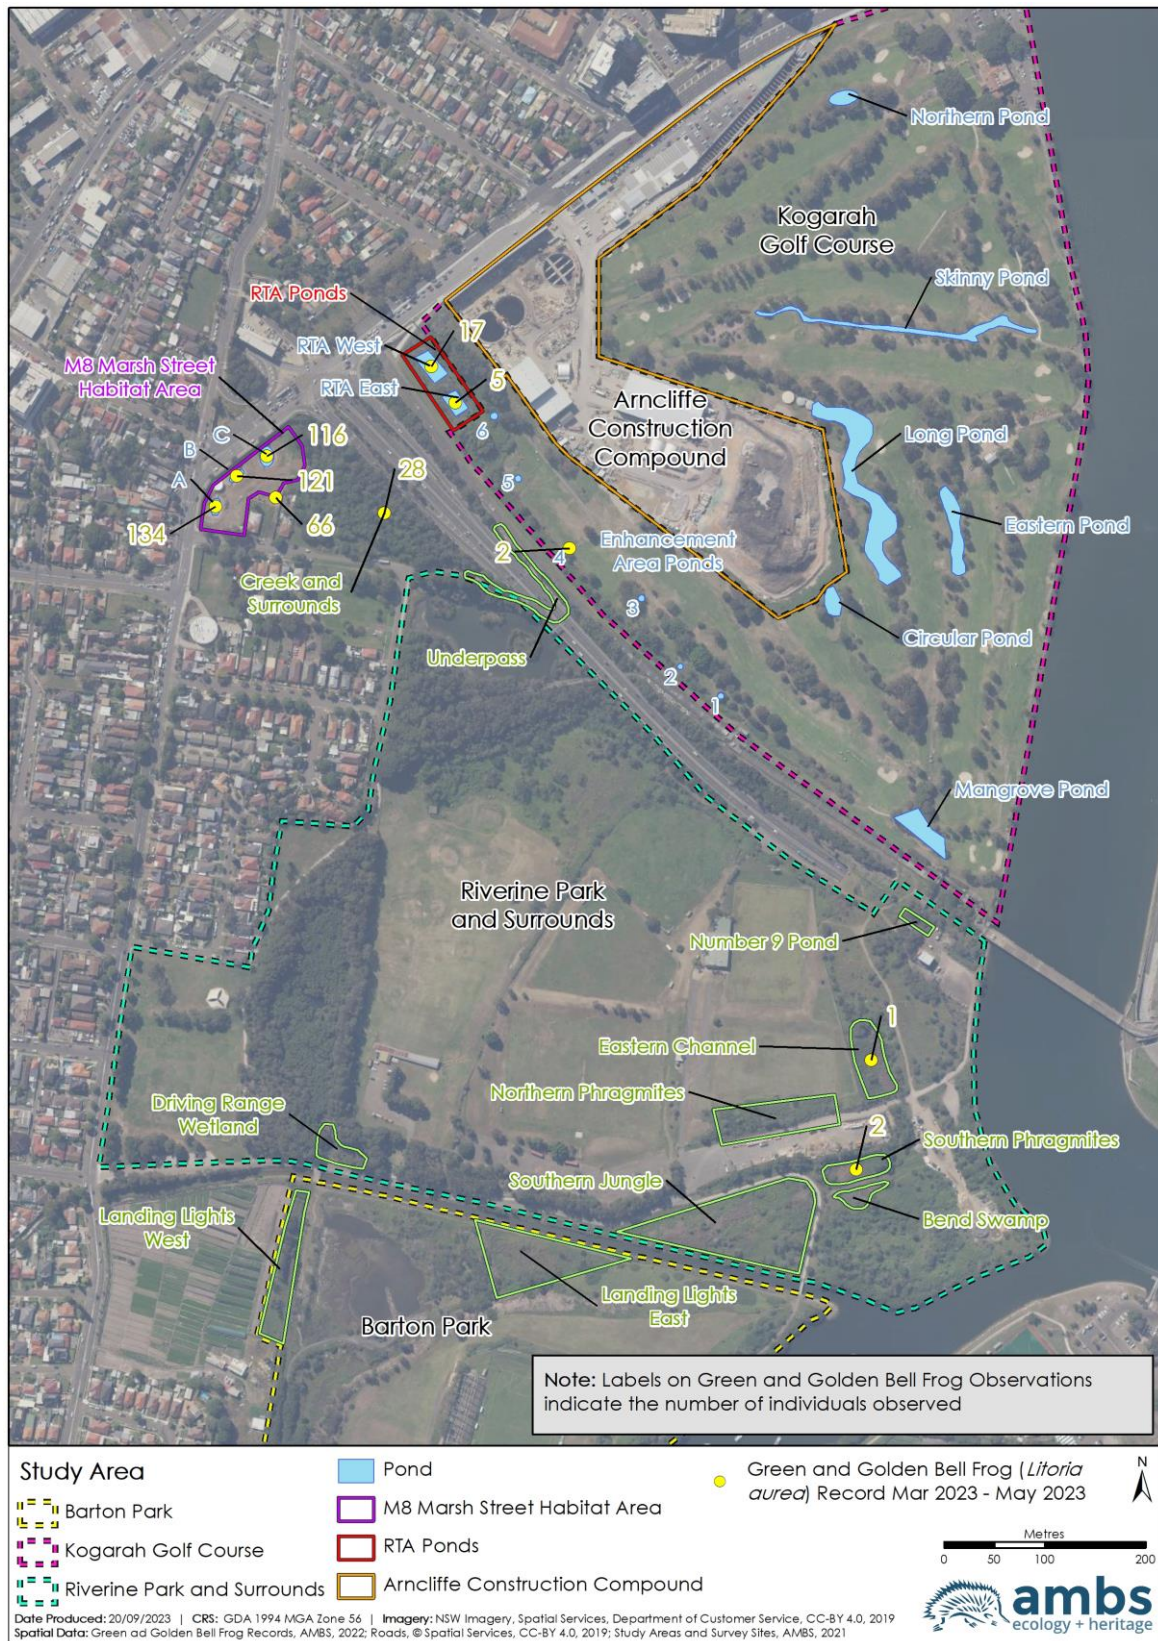 Northern Pond
Kogarah
Golf Course
Skinny Pond
RTA Ponds
17
RTA West
RTA East
5
M8 Marsh Street
Habitat Area
C
116
B
121
A
134
66
28
6
5
Arncliffe
Construction
Compound
Long Pond
Eastern Pond
2
4
Enhancement
Area Ponds
Creek and
Surrounds
3
Circular Pond
Underpass
2
1
Mangrove Pond
Riverine Park
and Surrounds
Number 9 Pond
1
Eastern Channel
Northern Phragmites
Driving Range
Wetland
2
Southern Phragmites
Southern Jungle
Bend Swamp
Landing Lights
West
Landing Lights
East
Barton Park
Note: Labels on Green and Golden Bell Frog Observations
indicate the number of individuals observed
Study Area
Barton Park
Kogarah Golf Course
Riverine Park and Surrounds
Pond
M8 Marsh Street Habitat Area
RTA Ponds
Arncliffe Construction Compound
Green and Golden Bell Frog (Litoria
aurea) Record Mar 2023 - May 2023
N
Metres
0 50 100 200
ambs
ecology + heritage
Date Produced: 20/09/2023 | CRS: GDA 1994 MGA Zone 56 | Imagery: NSW Imagery, Spatial Services, Department of Customer Service, CC-BY 4.0, 2019
Spatial Data: Green ad Golden Bell Frog Records, AMBS, 2022; Roads, © Spatial Services, CC-BY 4.0, 2019; Study Areas and Survey Sites, AMBS, 2021